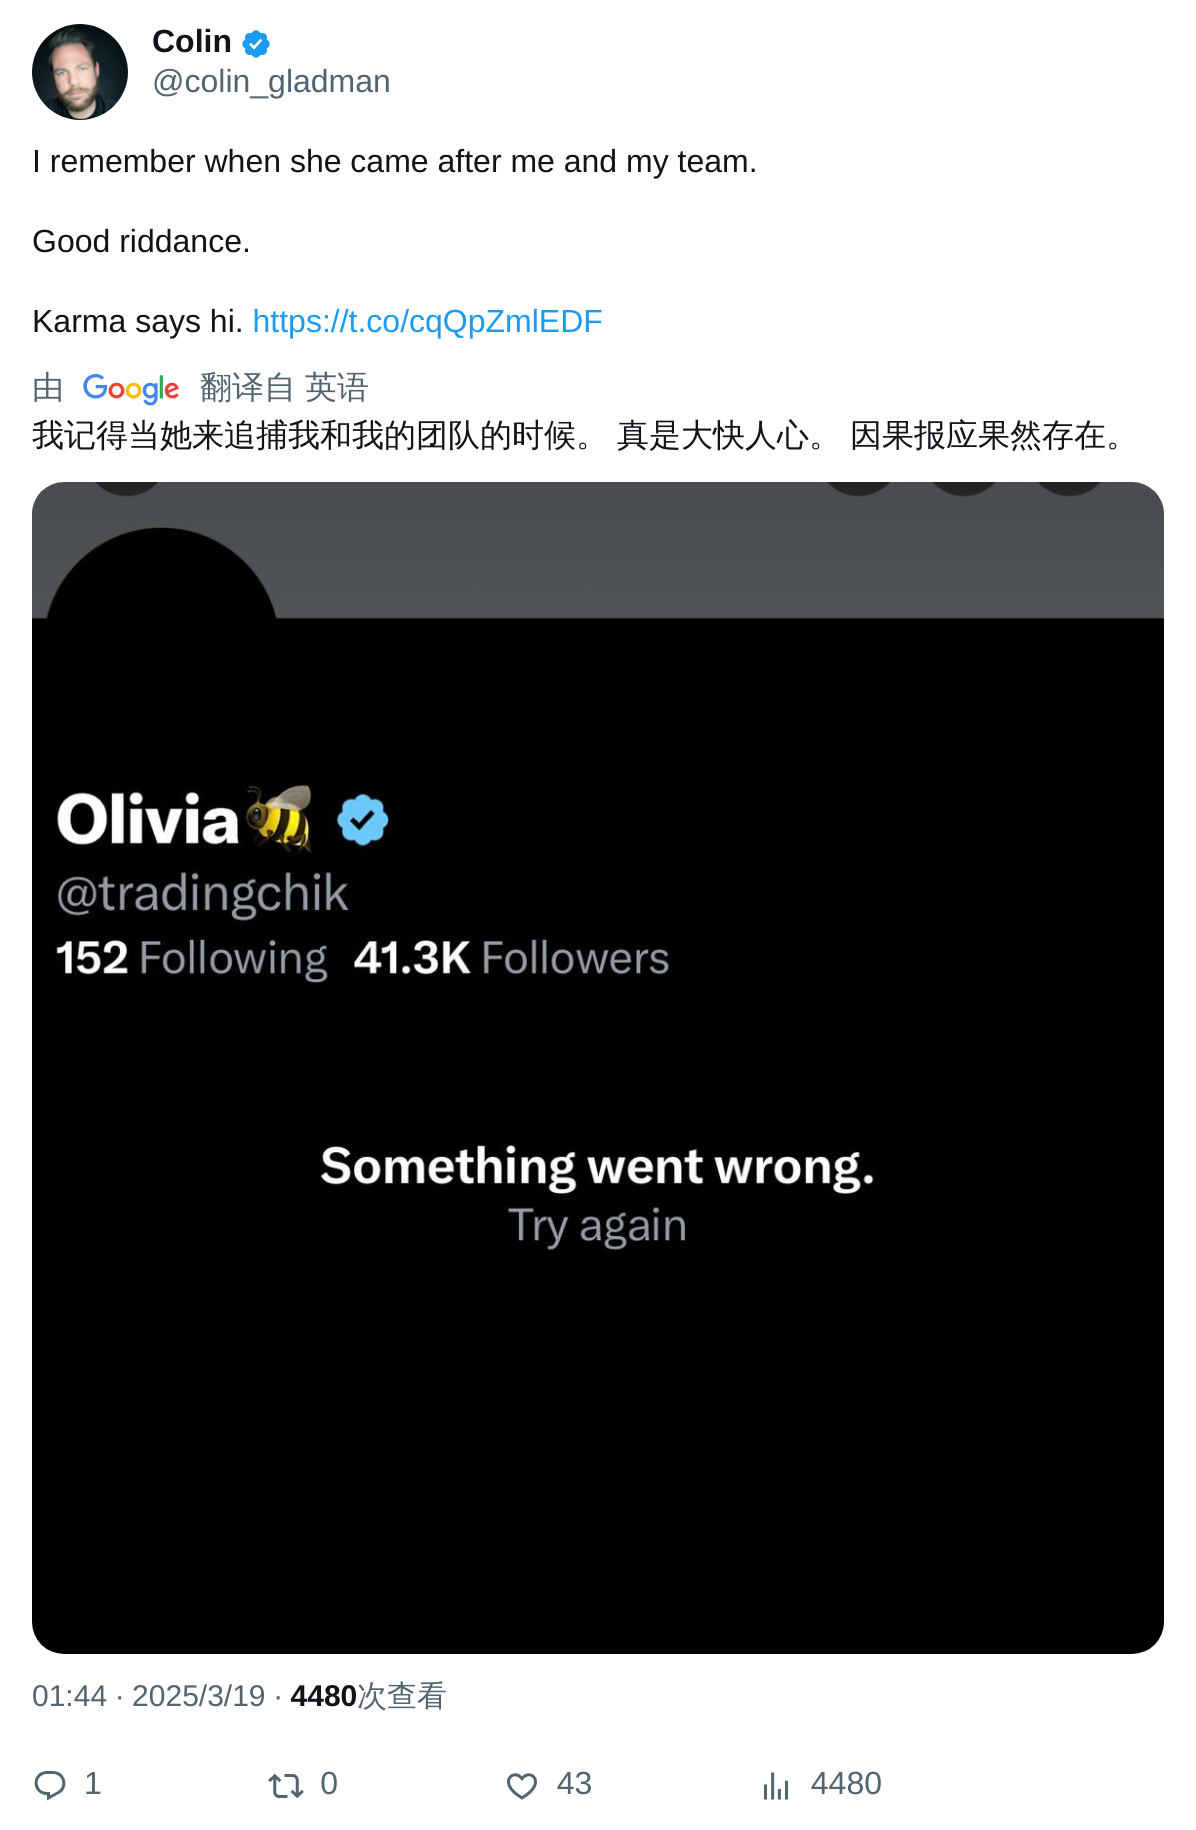 Colin
@colin_gladman
I remember when she came after me and my team.
Good riddance.
Karma says hi. https://t.co/cqQpZmlEDF
由 Google 翻译自 英语
我记得当她来追捕我和我的团队的时候。 真是大快人心。 因果报应果然存在。
Olivia🐝
@tradingchik
152 Following 41.3K Followers
Something went wrong.
Try again
01:44 · 2025/3/19 · 4480次查看
1 0 43 4480